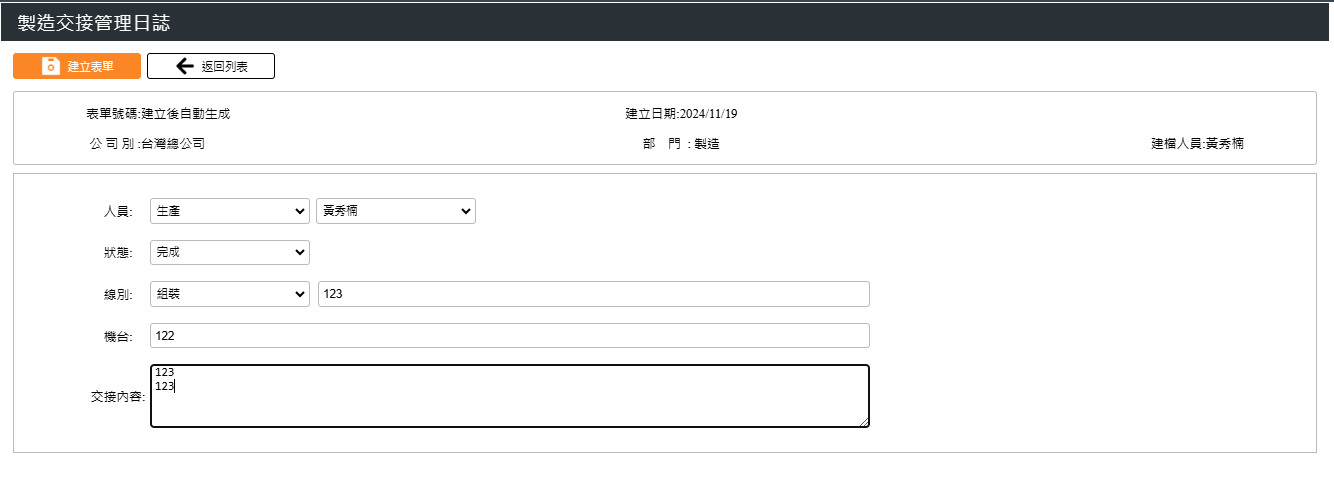 製造交接管理日誌
建立表單 返回列表
表單號碼:建立後自動生成 建立日期:2024/11/19
公司別:台灣總公司 部 門 : 製造 建檔人員:黃秀楠
人員: 生產 黃秀楠
狀態: 完成
線別: 組裝 123
機台: 122
交接內容: 123
123